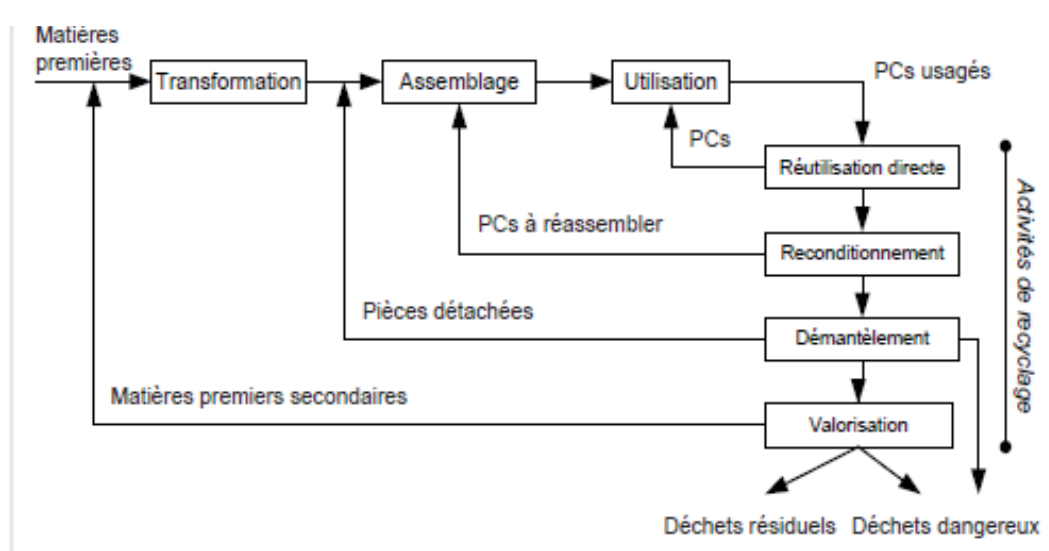 Matières
premières
Transformation
Assemblage
Utilisation
PCs usagés
PCs
Réutilisation directe
PCs à réassembler
Reconditionnement
Pièces détachées
Démantèlement
Matières premiers secondaires
Valorisation
Activités de recyclage
Déchets résiduels
Déchets dangereux